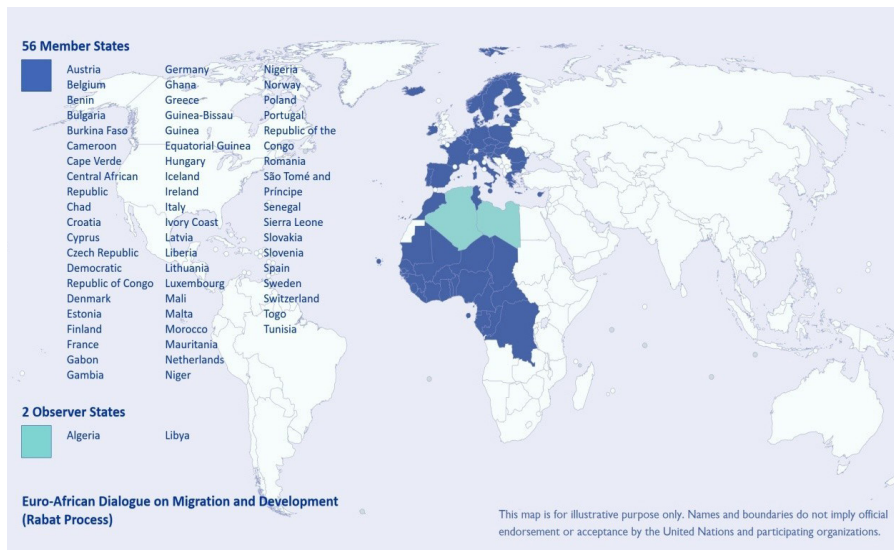 56 Member States
Austria
Belgium
Benin
Bulgaria
Burkina Faso
Cameroon
Cape Verde
Central African
Republic
Chad
Croatia
Cyprus
Czech Republic
Democratic
Republic of Congo
Denmark
Estonia
Finland
France
Gabon
Gambia
Germany
Ghana
Greece
Guinea-Bissau
Guinea
Equatorial Guinea
Hungary
Iceland
Ireland
Italy
Ivory Coast
Latvia
Liberia
Lithuania
Luxembourg
Mali
Malta
Morocco
Mauritania
Netherlands
Niger
Nigeria
Norway
Poland
Portugal
Republic of the
Congo
Romania
São Tomé and
Príncipe
Senegal
Sierra Leone
Slovakia
Slovenia
Spain
Sweden
Switzerland
Togo
Tunisia
2 Observer States
Algeria
Libya
Euro-African Dialogue on Migration and Development
(Rabat Process)
This map is for illustrative purpose only. Names and boundaries do not imply official
endorsement or acceptance by the United Nations and participating organizations.